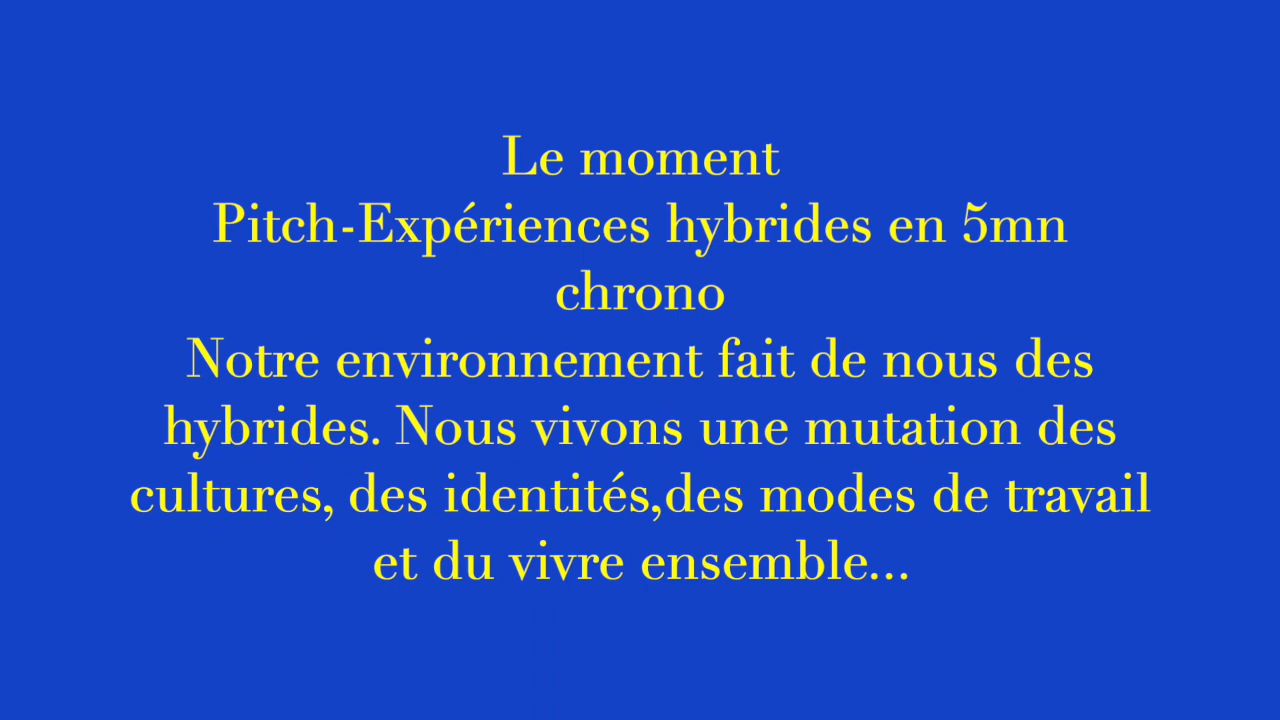 Le moment
Pitch-Expériences hybrides en 5mn
chrono
Notre environnement fait de nous des
hybrides. Nous vivons une mutation des
cultures, des identités,des modes de travail
et du vivre ensemble...